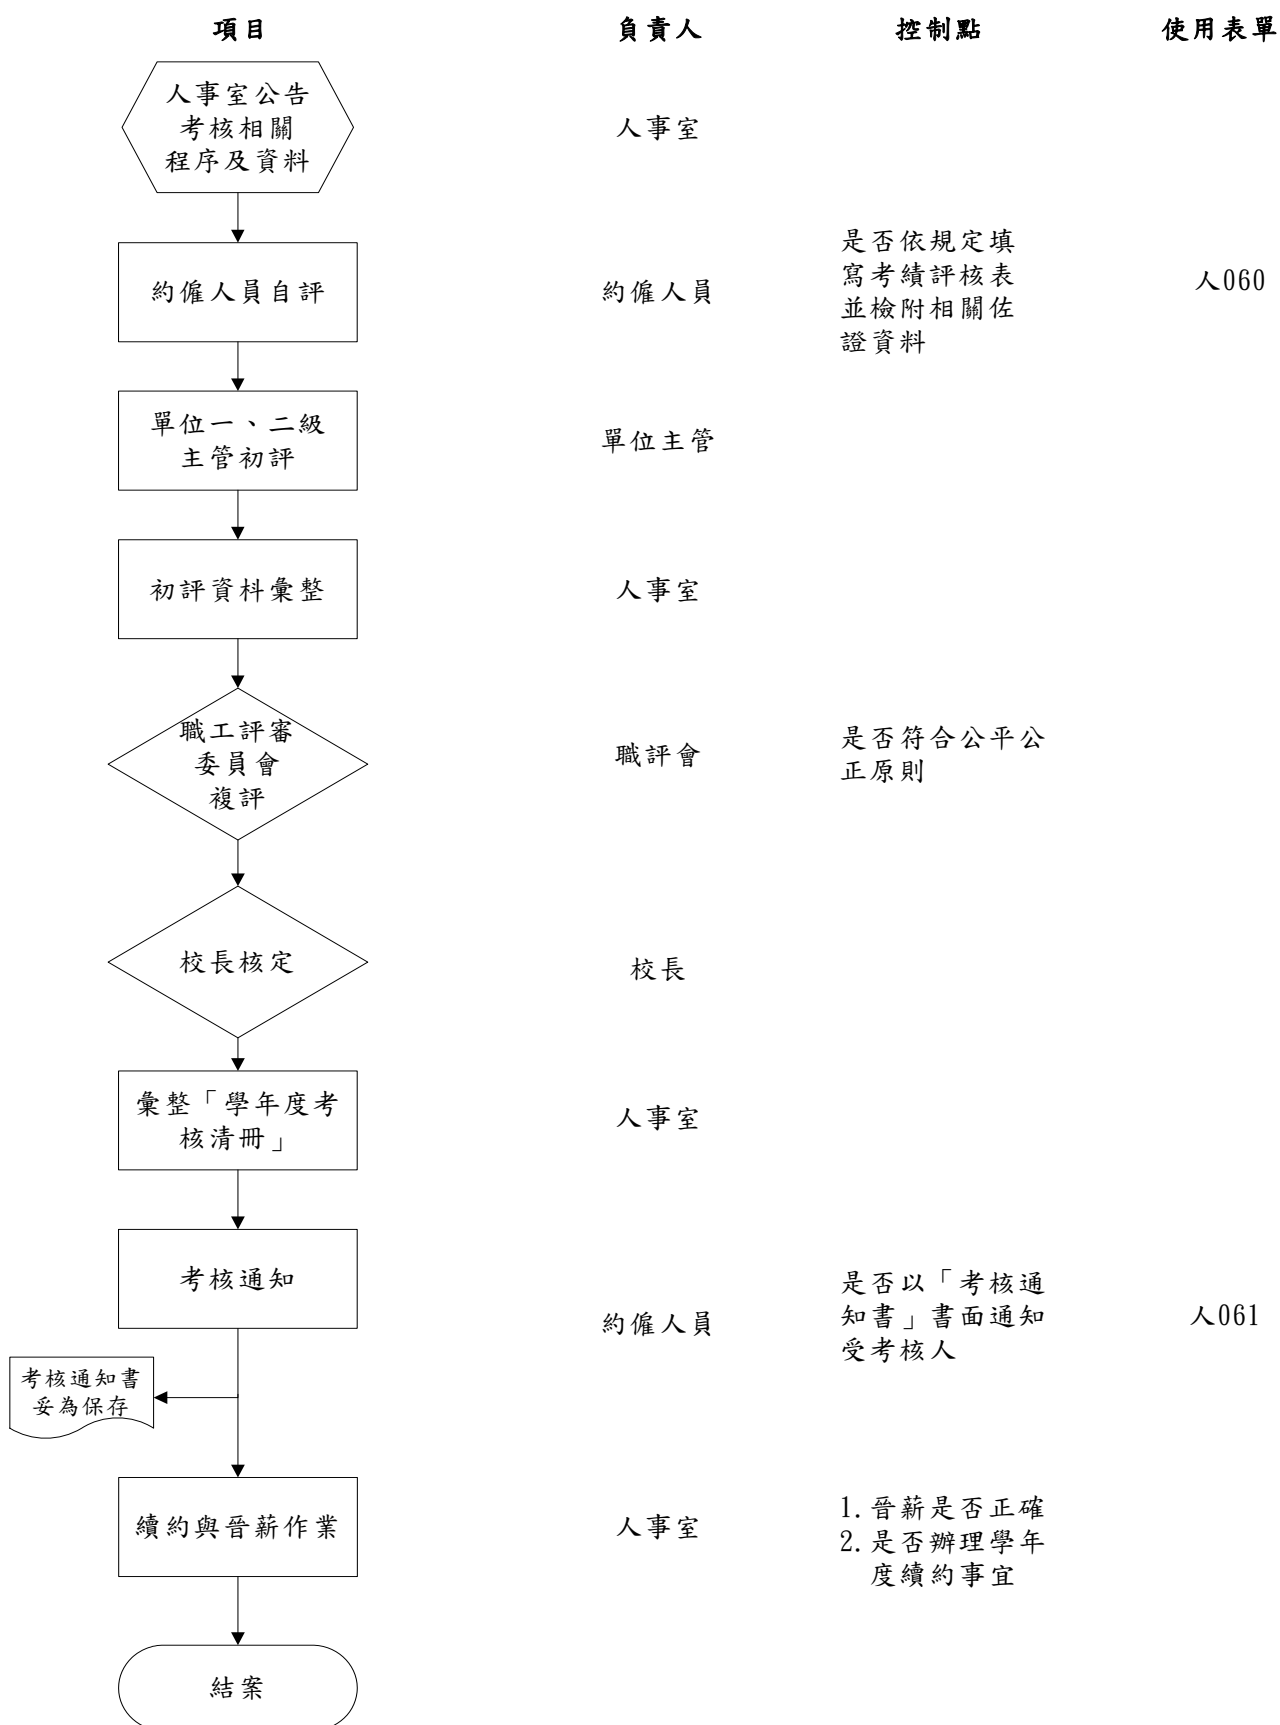 項目 負責人 控制點 使用表單
人事室公告
考核相關
程序及資料
人事室
約僱人員自評
約僱人員
是否依規定填
寫考績評核表
並檢附相關佐
證資料
人060
單位一、二級
主管初評
單位主管
初評資枓彙整
人事室
職工評審
委員會
複評
職評會
是否符合公平公
正原則
校長核定
校長
彙整「學年度考
核清冊」
人事室
考核通知
約僱人員
是否以「考核通
知書」書面通知
受考核人
人061
考核通知書
妥為保存
續約與晉薪作業
人事室
1.晉薪是否正確
2.是否辦理學年
度續約事宜
結案